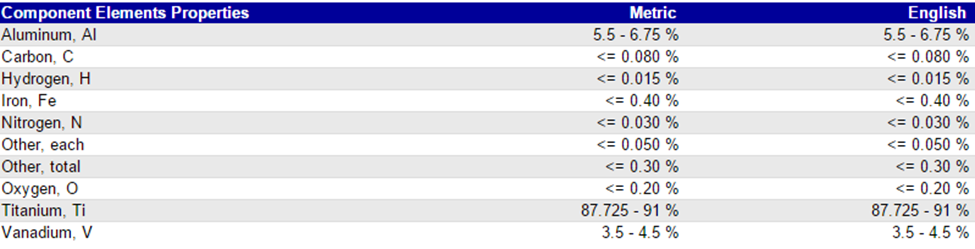 Component Elements Properties Metric English
Aluminum, Al 5.5 - 6.75 % 5.5 - 6.75 %
Carbon, C <= 0.080 % <= 0.080 %
Hydrogen, H <= 0.015 % <= 0.015 %
Iron, Fe <= 0.40 % <= 0.40 %
Nitrogen, N <= 0.030 % <= 0.030 %
Other, each <= 0.050 % <= 0.050 %
Other, total <= 0.30 % <= 0.30 %
Oxygen, O <= 0.20 % <= 0.20 %
Titanium, Ti 87.725 - 91 % 87.725 - 91 %
Vanadium, V 3.5 - 4.5 % 3.5 - 4.5 %